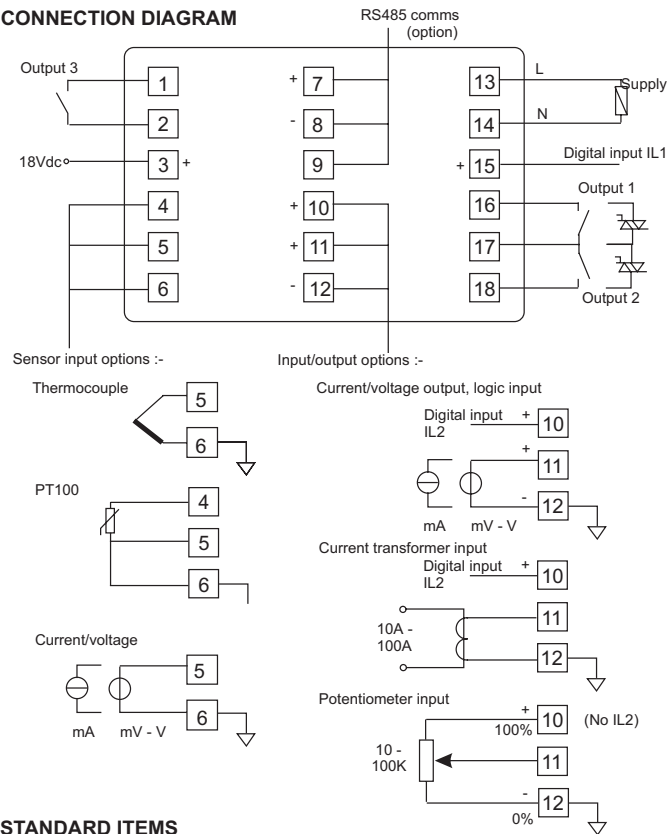 CONNECTION DIAGRAM
RS485 comms
(option)
Output 3
1
+ 7
13 L
Supply
2
- 8
14 N
18Vdc 3 +
9
+ 15 Digital input IL1
4
+ 10
16 Output 1
5
+ 11
17
6
- 12
18
Output 2
Sensor input options :-
Input/output options :-
Thermocouple
5
6
PT100
4
5
6
Current/voltage
5
6
mA mV - V
Current/voltage output, logic input
Digital input + 10
IL2
+
11
- 12
mA mV - V
Current transformer input
Digital input + 10
IL2
11
10A -
100A
12
Potentiometer input
+ 10 (No IL2)
100%
10 -
100K
11
- 12
0%
STANDARD ITEMS